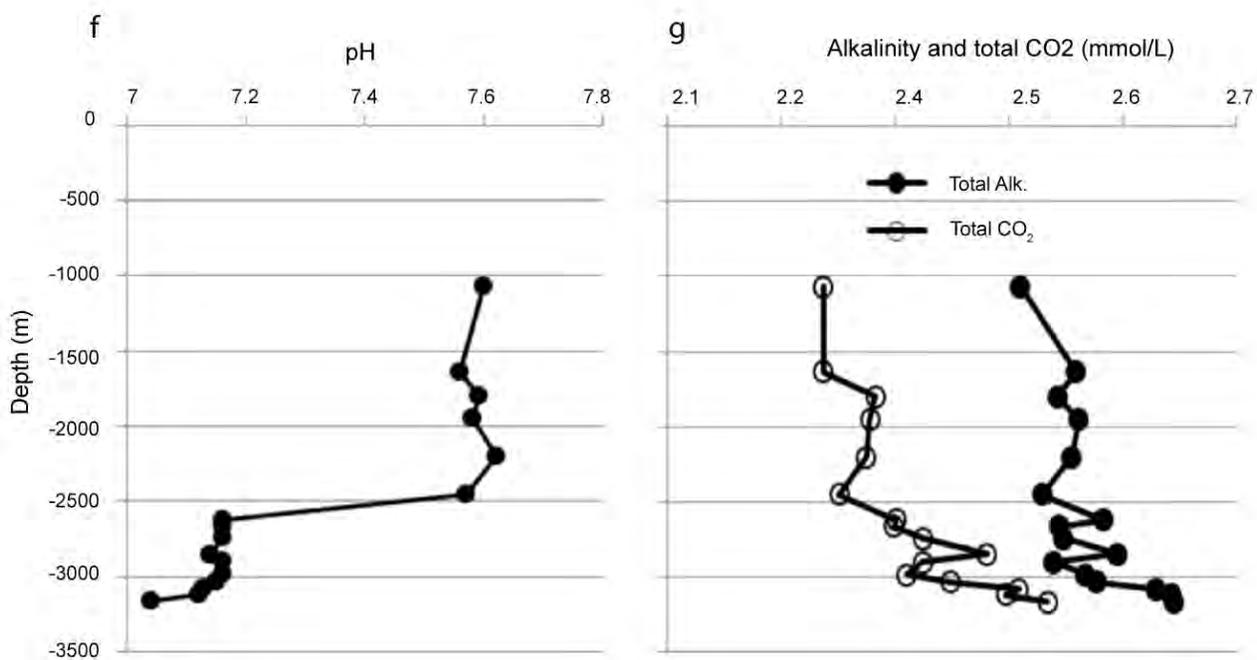 f
pH
7 7.2 7.4 7.6 7.8
0
-500
-1000
-1500
-2000
-2500
-3000
-3500
Depth (m)
g
Alkalinity and total CO2 (mmol/L)
2.1 2.2 2.4 2.5 2.6 2.7
Total Alk.
Total CO₂